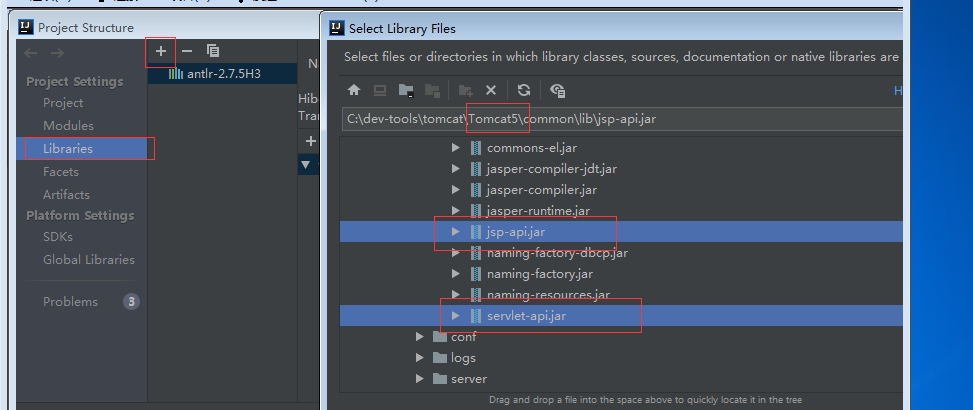 Project Structure
Project Settings
Project
Modules
Libraries
Facets
Artifacts
Platform Settings
SDKs
Global Libraries
Problems 3
antlr-2.7.5H3
Select Library Files
Select files or directories in which library classes, sources, documentation or native libraries are
C:\dev-tools\tomcat\Tomcat5\common\lib\jsp-api.jar
commons-el.jar
jasper-compiler-jdt.jar
jasper-compiler.jar
jasper-runtime.jar
jsp-api.jar
naming-factory-dbcp.jar
naming-factory.jar
naming-resources.jar
servlet-api.jar
conf
logs
server
Drag and drop a file into the space above to quickly locate it in the tree